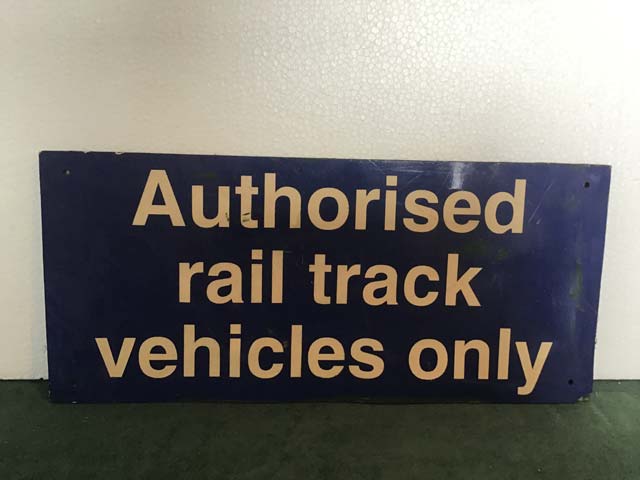 Authorised
rail track
vehicles only